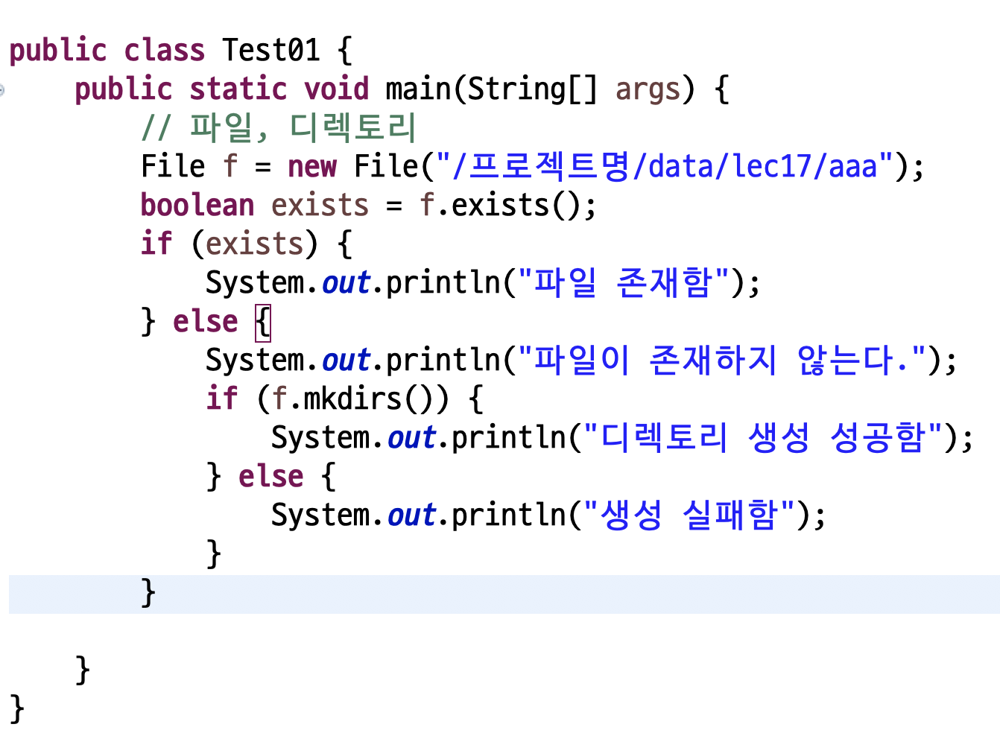 public class Test01 {
    public static void main(String[] args) {
        // 파일, 디렉토리
        File f = new File("/프로젝트명/data/lec17/aaa");
        boolean exists = f.exists();
        if (exists) {
            System.out.println("파일 존재함");
        } else {
            System.out.println("파일이 존재하지 않는다.");
            if (f.mkdirs()) {
                System.out.println("디렉토리 생성 성공함");
            } else {
                System.out.println("생성 실패함");
            }
        }
    }
}